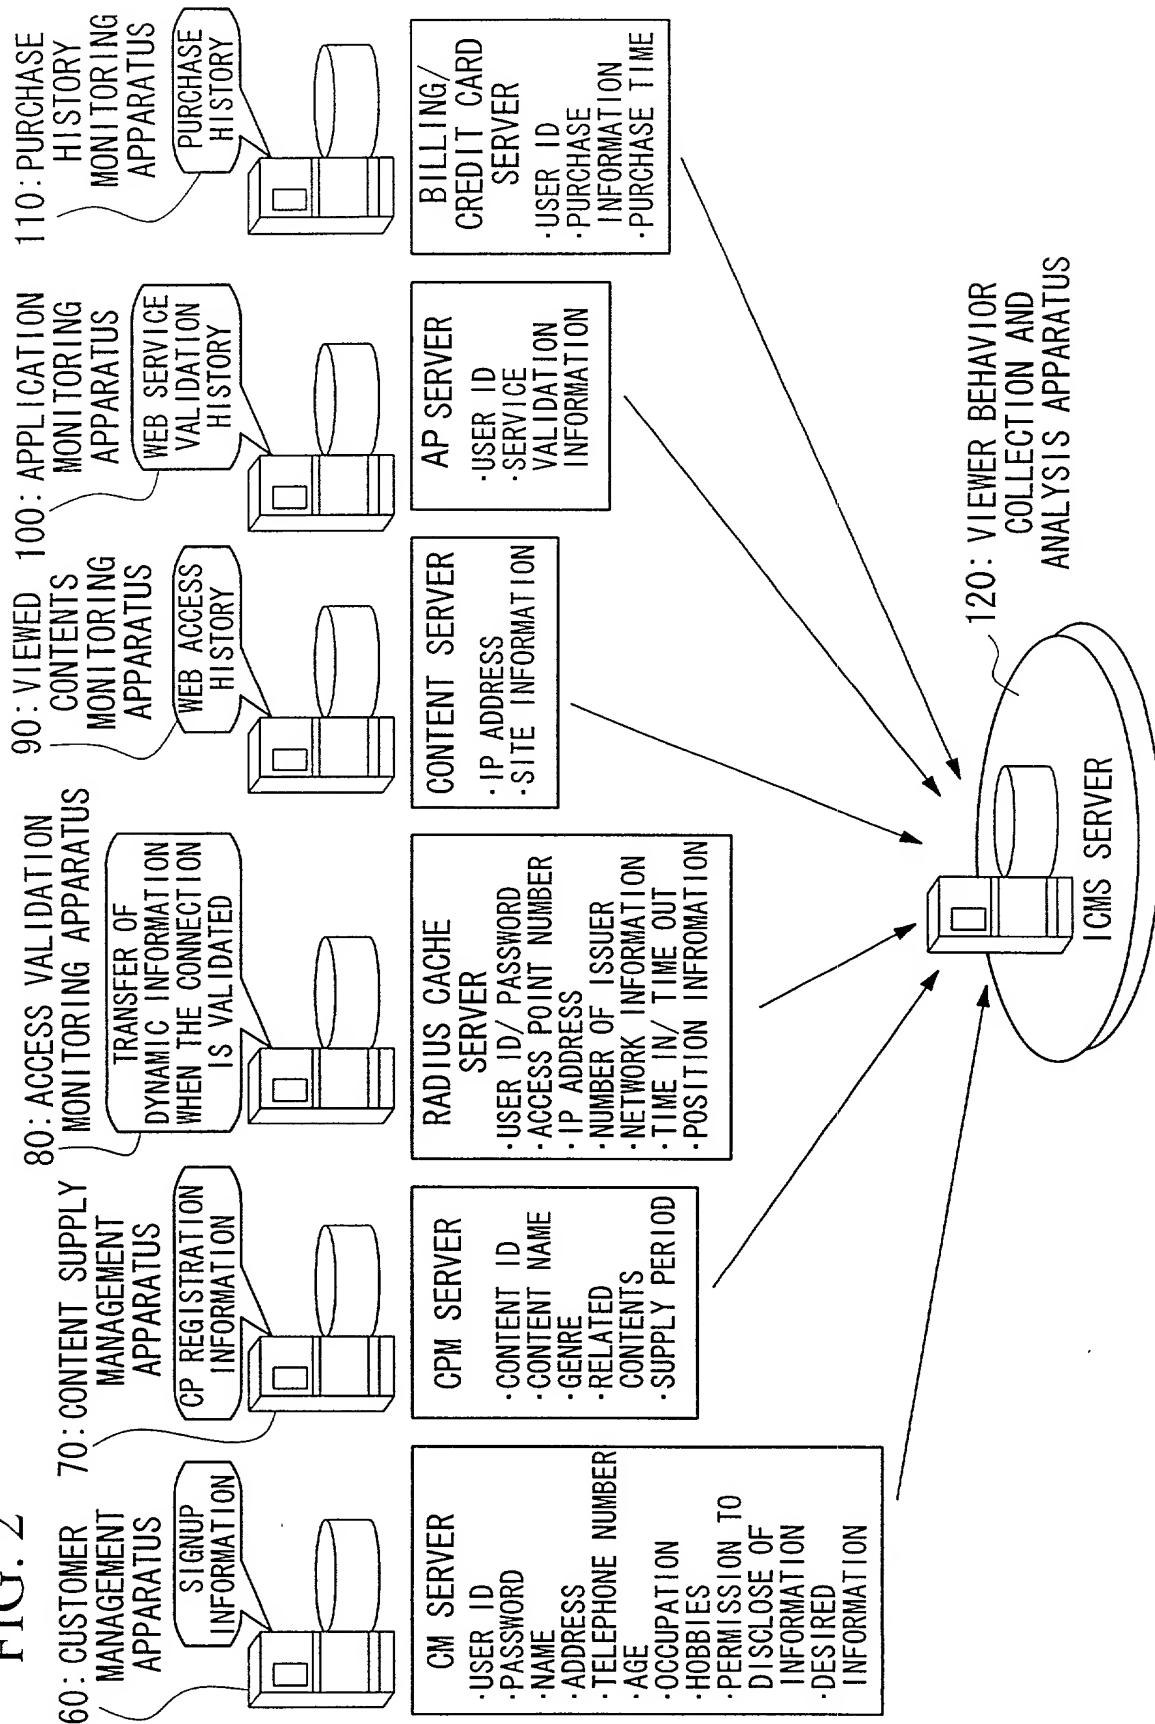 FIG. 2
60: CUSTOMER
MANAGEMENT
APPARATUS
SIGNUP
INFORMATION
CM SERVER
·USER ID
·PASSWORD
·NAME
·ADDRESS
·TELEPHONE NUMBER
·AGE
·OCCUPATION
·HOBBIES
·PERMISSION TO
DISCLOSE OF
INFORMATION
·DESIRED
INFORMATION
70: CONTENT SUPPLY
MANAGEMENT
APPARATUS
CP REGISTRATION
INFORMATION
CPM SERVER
·CONTENT ID
·CONTENT NAME
·GENRE
·RELATED
CONTENTS
·SUPPLY PERIOD
80: ACCESS VALIDATION
MONITORING APPARATUS
TRANSFER OF
DYNAMIC INFORMATION
WHEN THE CONNECTION
IS VALIDATED
RADIUS CACHE
SERVER
·USER ID/ PASSWORD
·ACCESS POINT NUMBER
·IP ADDRESS
·NUMBER OF ISSUER
·NETWORK INFORMATION
·TIME IN/ TIME OUT
·POSITION INFROMATION
90: VIEWED
CONTENTS
MONITORING
APPARATUS
WEB ACCESS
HISTORY
CONTENT SERVER
·IP ADDRESS
·SITE INFORMATION
100: APPLICATION
MONITORING
APPARATUS
WEB SERVICE
VALIDATION
HISTORY
AP SERVER
·USER ID
·SERVICE
VALIDATION
INFORMATION
110: PURCHASE
HISTORY
MONITORING
APPARATUS
PURCHASE
HISTORY
BILLING/
CREDIT CARD
SERVER
·USER ID
·PURCHASE
INFORMATION
·PURCHASE TIME
120: VIEWER BEHAVIOR
COLLECTION AND
ANALYSIS APPARATUS
ICMS SERVER